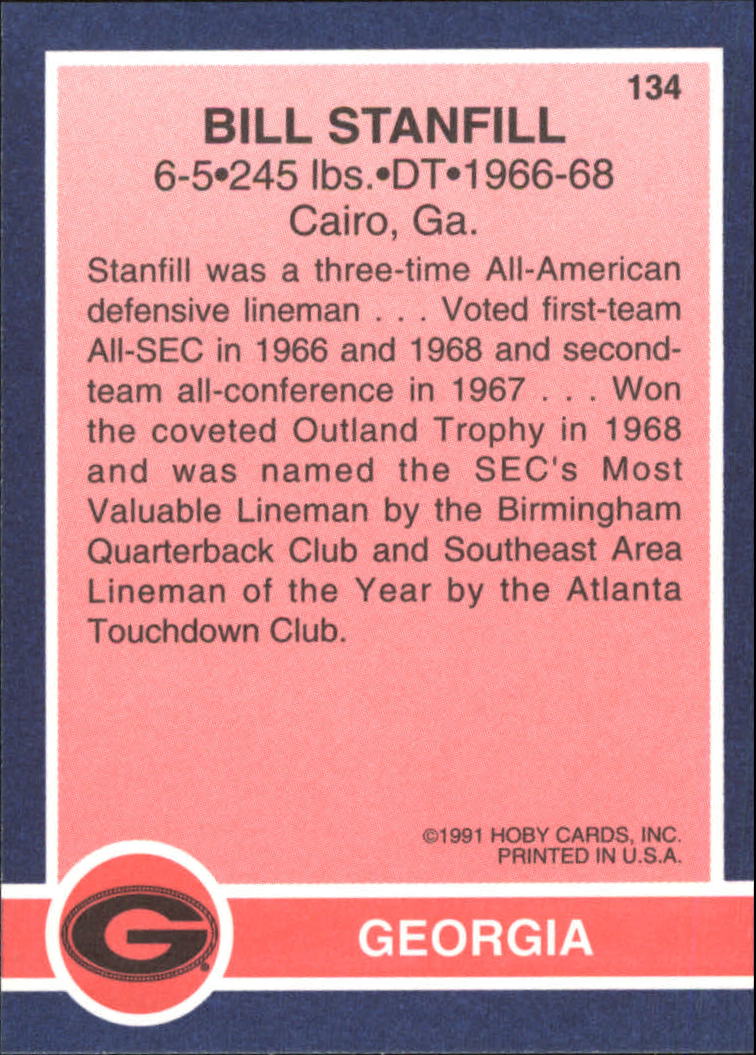 134
BILL STANFILL
6-5•245 lbs.•DT•1966-68
Cairo, Ga.
Stanfill was a three-time All-American
defensive lineman . . . Voted first-team
All-SEC in 1966 and 1968 and second-
team all-conference in 1967 . . . Won
the coveted Outland Trophy in 1968
and was named the SEC's Most
Valuable Lineman by the Birmingham
Quarterback Club and Southeast Area
Lineman of the Year by the Atlanta
Touchdown Club.
©1991 HOBY CARDS, INC.
PRINTED IN U.S.A.
G®
GEORGIA